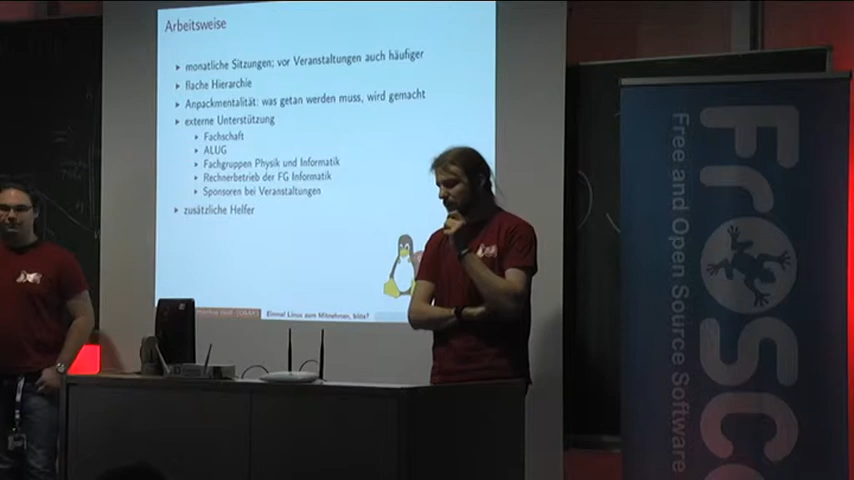 Arbeitsweise
monatliche Sitzungen; vor Veranstaltungen auch häufiger
flache Hierarchie
Anpackmentalität: was getan werden muss, wird gemacht
externe Unterstützung
Fachschaft
ALUG
Fachgruppen Physik und Informatik
Rechnerbetrieb der FG Informatik
Sponsoren bei Veranstaltungen
zusätzliche Helfer
Einmal Linux zum Mitnehmen, bitte?
Free and Open Source Software
FrOSC